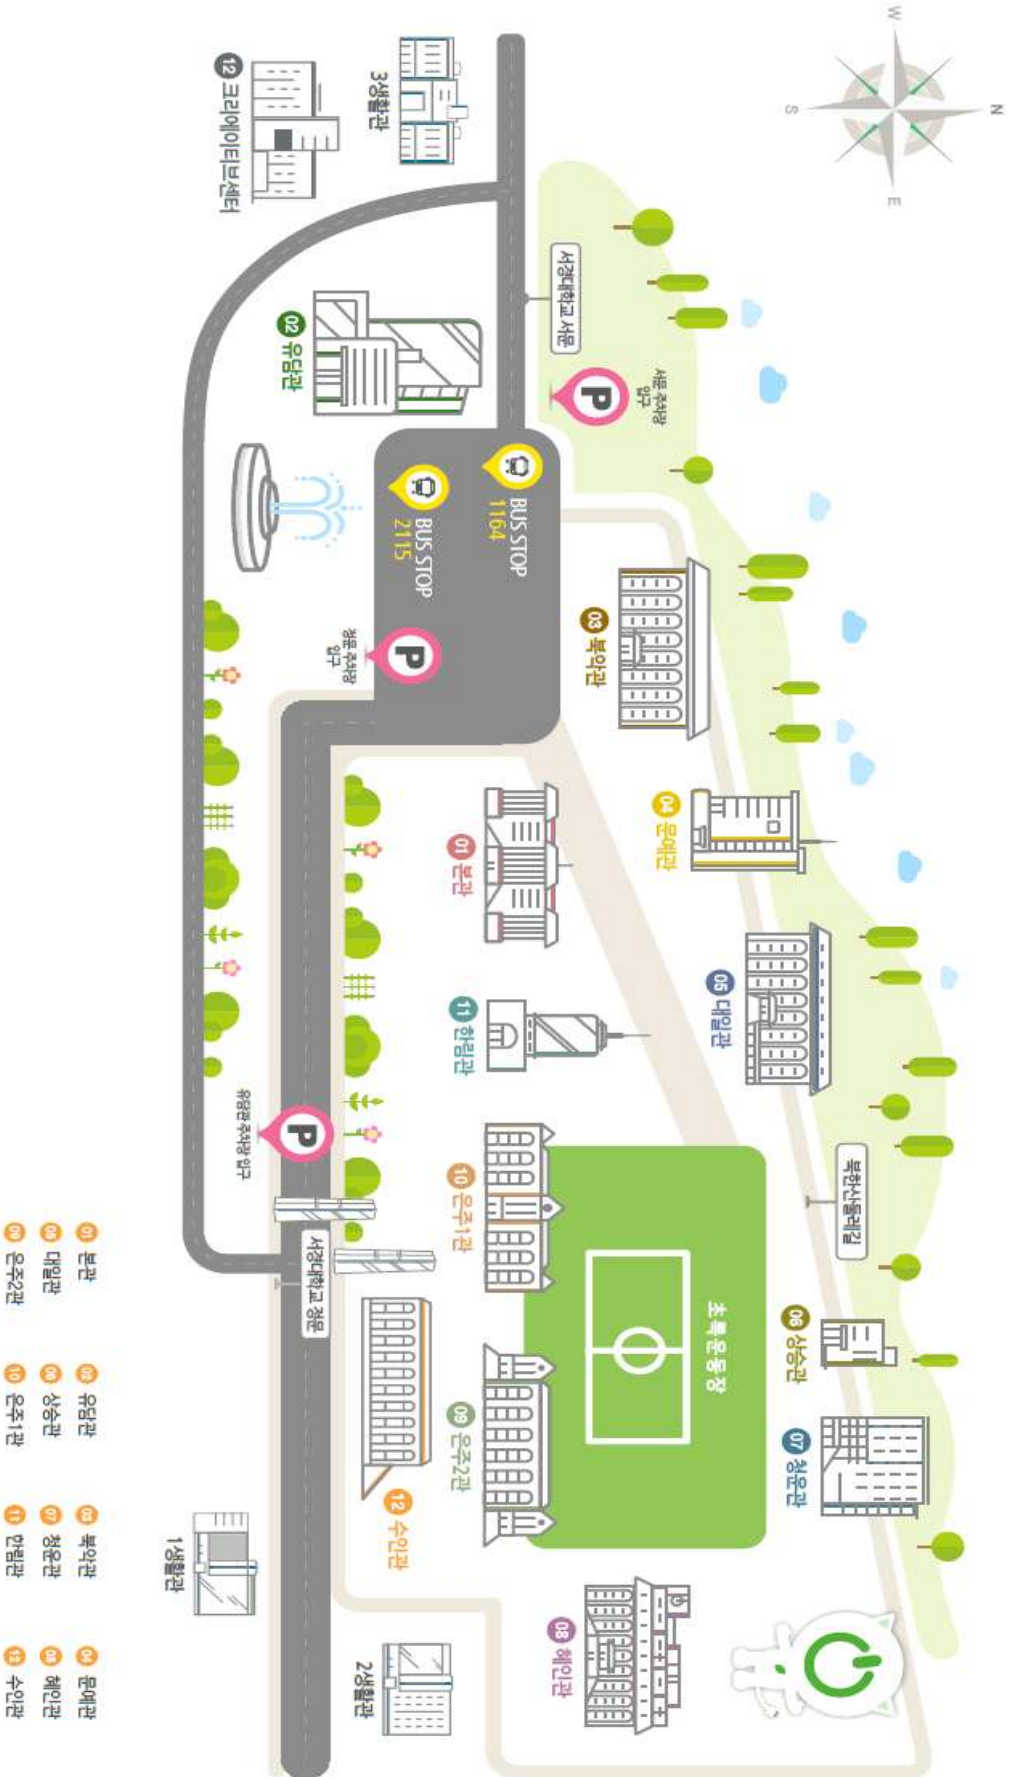 W
N
S
E
3생활관
12 크리에이티브센터
서경대학교 서문
서문 주차장
입구
P
02 유담관
BUS STOP
1164
BUS STOP
2115
P
정문 주차장
입구
03 북악관
04 문예관
01 본관
05 대일관
11 한림관
북한산둘레길
유담관 주차장 입구
P
10 은주1관
초록운동장
06 상승관
07 청운관
서경대학교 정문
09 은주2관
12 수인관
08 혜인관
1생활관
2생활관
01 본관 02 유담관 03 북악관 04 문예관
05 대일관 06 상승관 07 청운관 08 혜인관
09 은주2관 10 은주1관 11 한림관 12 수인관